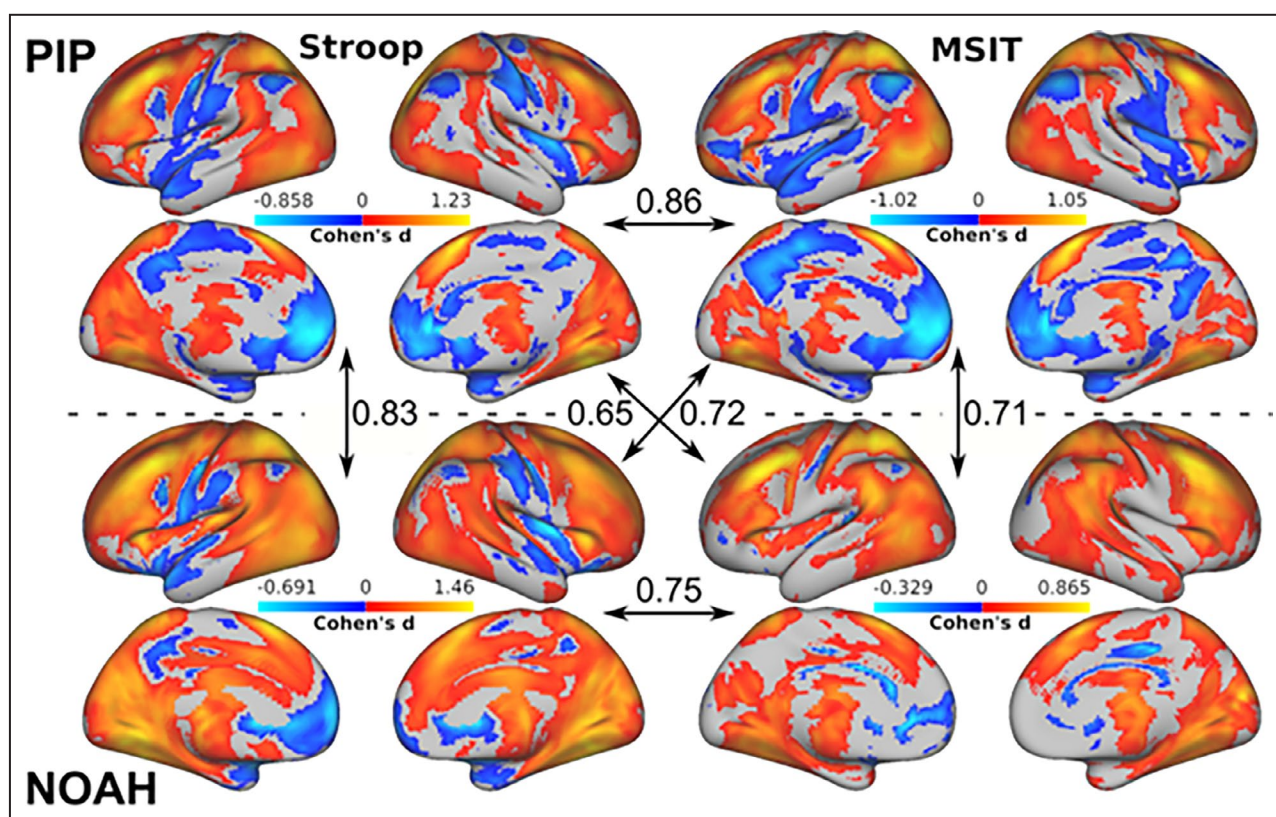 PIP
Stroop
MSIT
-0.858 0 1.23
Cohen's d
0.86
-1.02 0 1.05
Cohen's d
0.83
0.65
0.72
0.71
-0.691 0 1.46
Cohen's d
0.75
-0.329 0 0.865
Cohen's d
NOAH